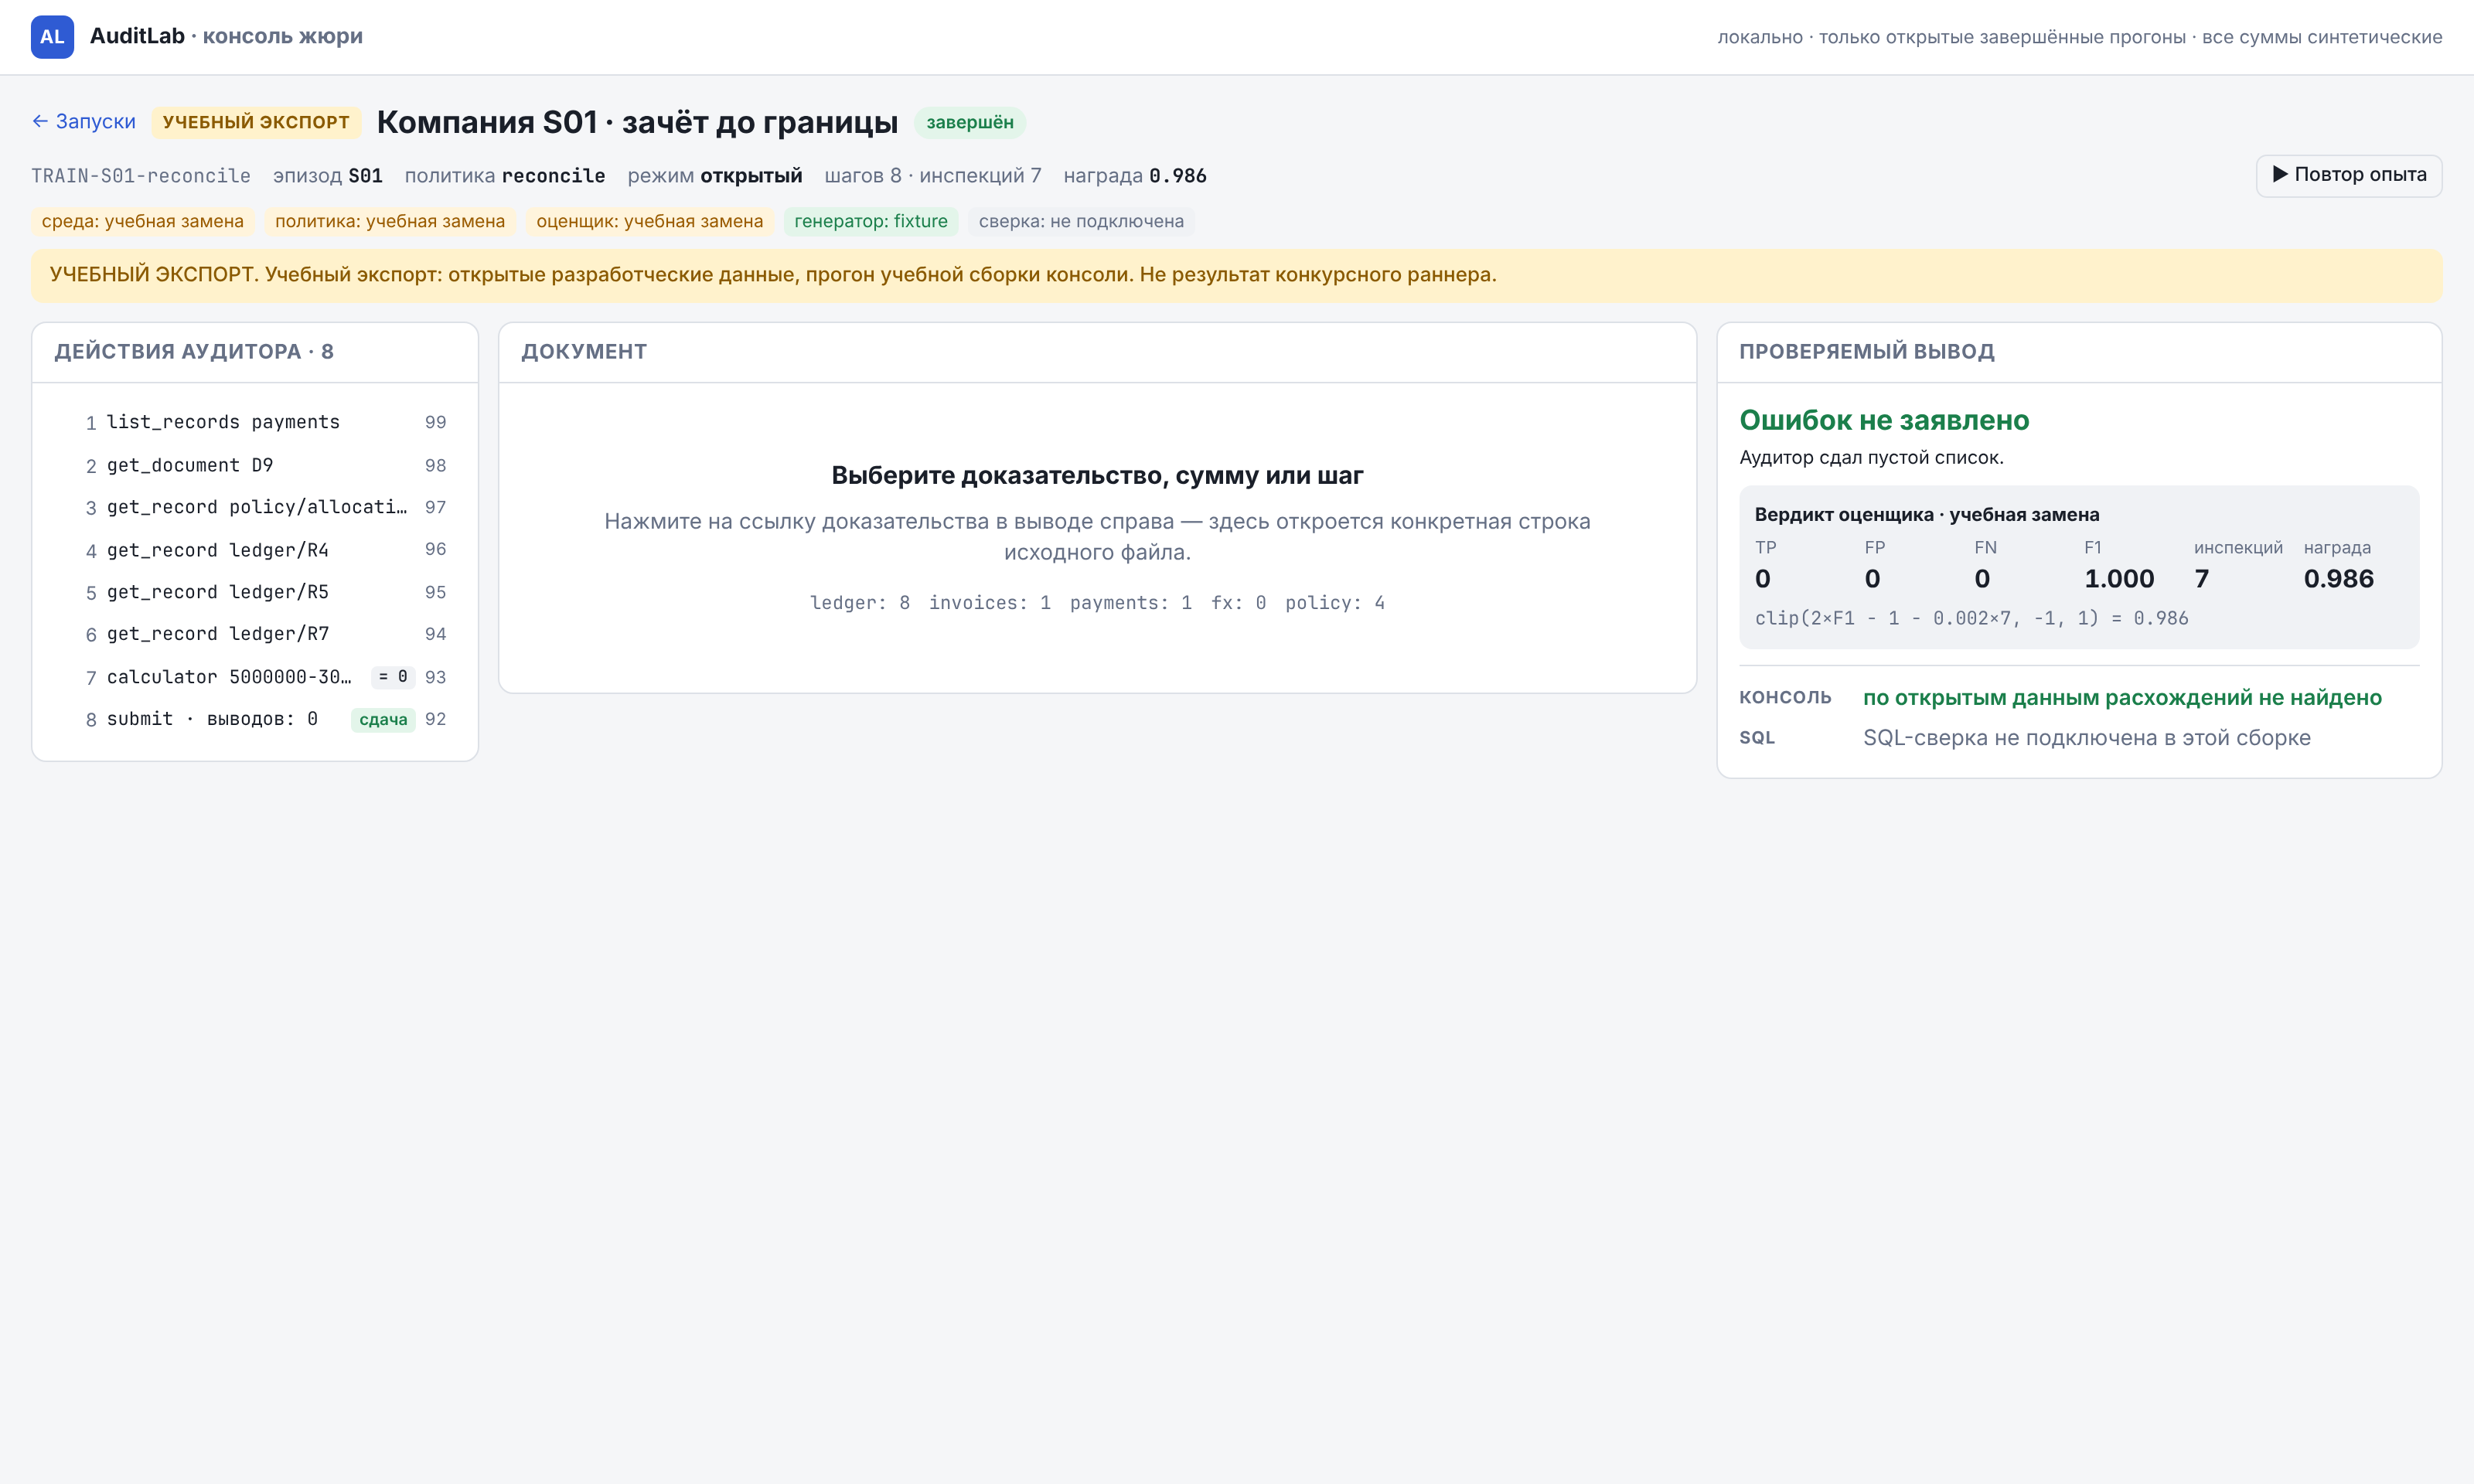 AL AuditLab · консоль жюри
локально · только открытые завершённые прогоны · все суммы синтетические
← Запуски УЧЕБНЫЙ ЭКСПОРТ Компания S01 · зачёт до границы завершён
TRAIN-S01-reconcile эпизод S01 политика reconcile режим открытый шагов 8 · инспекций 7 награда 0.986
▶ Повтор опыта
среда: учебная замена политика: учебная замена оценщик: учебная замена генератор: fixture сверка: не подключена
УЧЕБНЫЙ ЭКСПОРТ. Учебный экспорт: открытые разработческие данные, прогон учебной сборки консоли. Не результат конкурсного раннера.
ДЕЙСТВИЯ АУДИТОРА · 8
1 list_records payments 99
2 get_document D9 98
3 get_record policy/allocati… 97
4 get_record ledger/R4 96
5 get_record ledger/R5 95
6 get_record ledger/R7 94
7 calculator 5000000-30… = 0 93
8 submit · выводов: 0 сдача 92
ДОКУМЕНТ
Выберите доказательство, сумму или шаг
Нажмите на ссылку доказательства в выводе справа — здесь откроется конкретная строка
исходного файла.
ledger: 8 invoices: 1 payments: 1 fx: 0 policy: 4
ПРОВЕРЯЕМЫЙ ВЫВОД
Ошибок не заявлено
Аудитор сдал пустой список.
Вердикт оценщика · учебная замена
TP FP FN F1 инспекций награда
0 0 0 1.000 7 0.986
clip(2×F1 - 1 - 0.002×7, -1, 1) = 0.986
КОНСОЛЬ по открытым данным расхождений не найдено
SQL SQL-сверка не подключена в этой сборке